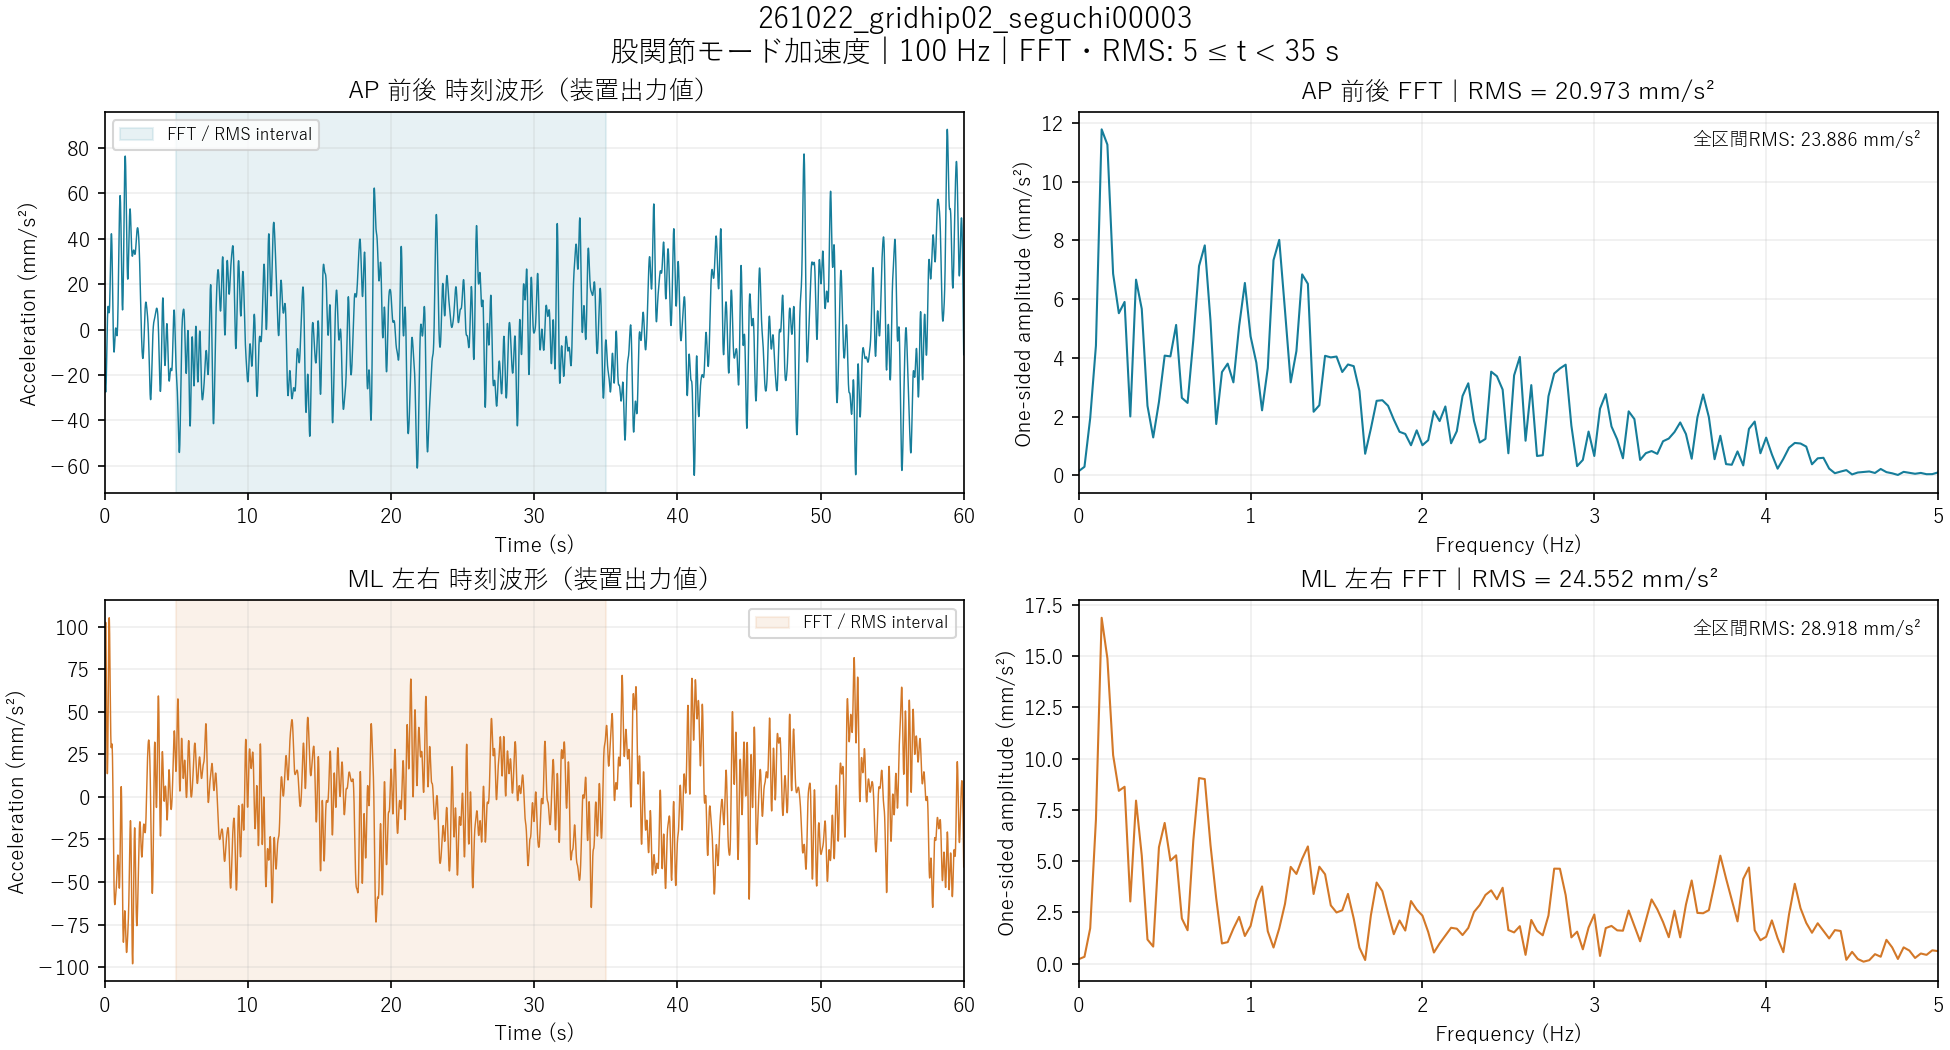 261022_gridhip02_seguchi00003
股関節モード加速度 | 100 Hz | FFT・RMS: 5 ≤ t < 35 s
AP 前後 時刻波形（装置出力値）
FFT / RMS interval
Acceleration (mm/s²)
80
60
40
20
0
−20
−40
−60
0 10 20 30 40 50 60
Time (s)
AP 前後 FFT | RMS = 20.973 mm/s²
全区間RMS: 23.886 mm/s²
One-sided amplitude (mm/s²)
12
10
8
6
4
2
0
0 1 2 3 4 5
Frequency (Hz)
ML 左右 時刻波形（装置出力値）
FFT / RMS interval
Acceleration (mm/s²)
100
75
50
25
0
−25
−50
−75
−100
0 10 20 30 40 50 60
Time (s)
ML 左右 FFT | RMS = 24.552 mm/s²
全区間RMS: 28.918 mm/s²
One-sided amplitude (mm/s²)
17.5
15.0
12.5
10.0
7.5
5.0
2.5
0.0
0 1 2 3 4 5
Frequency (Hz)